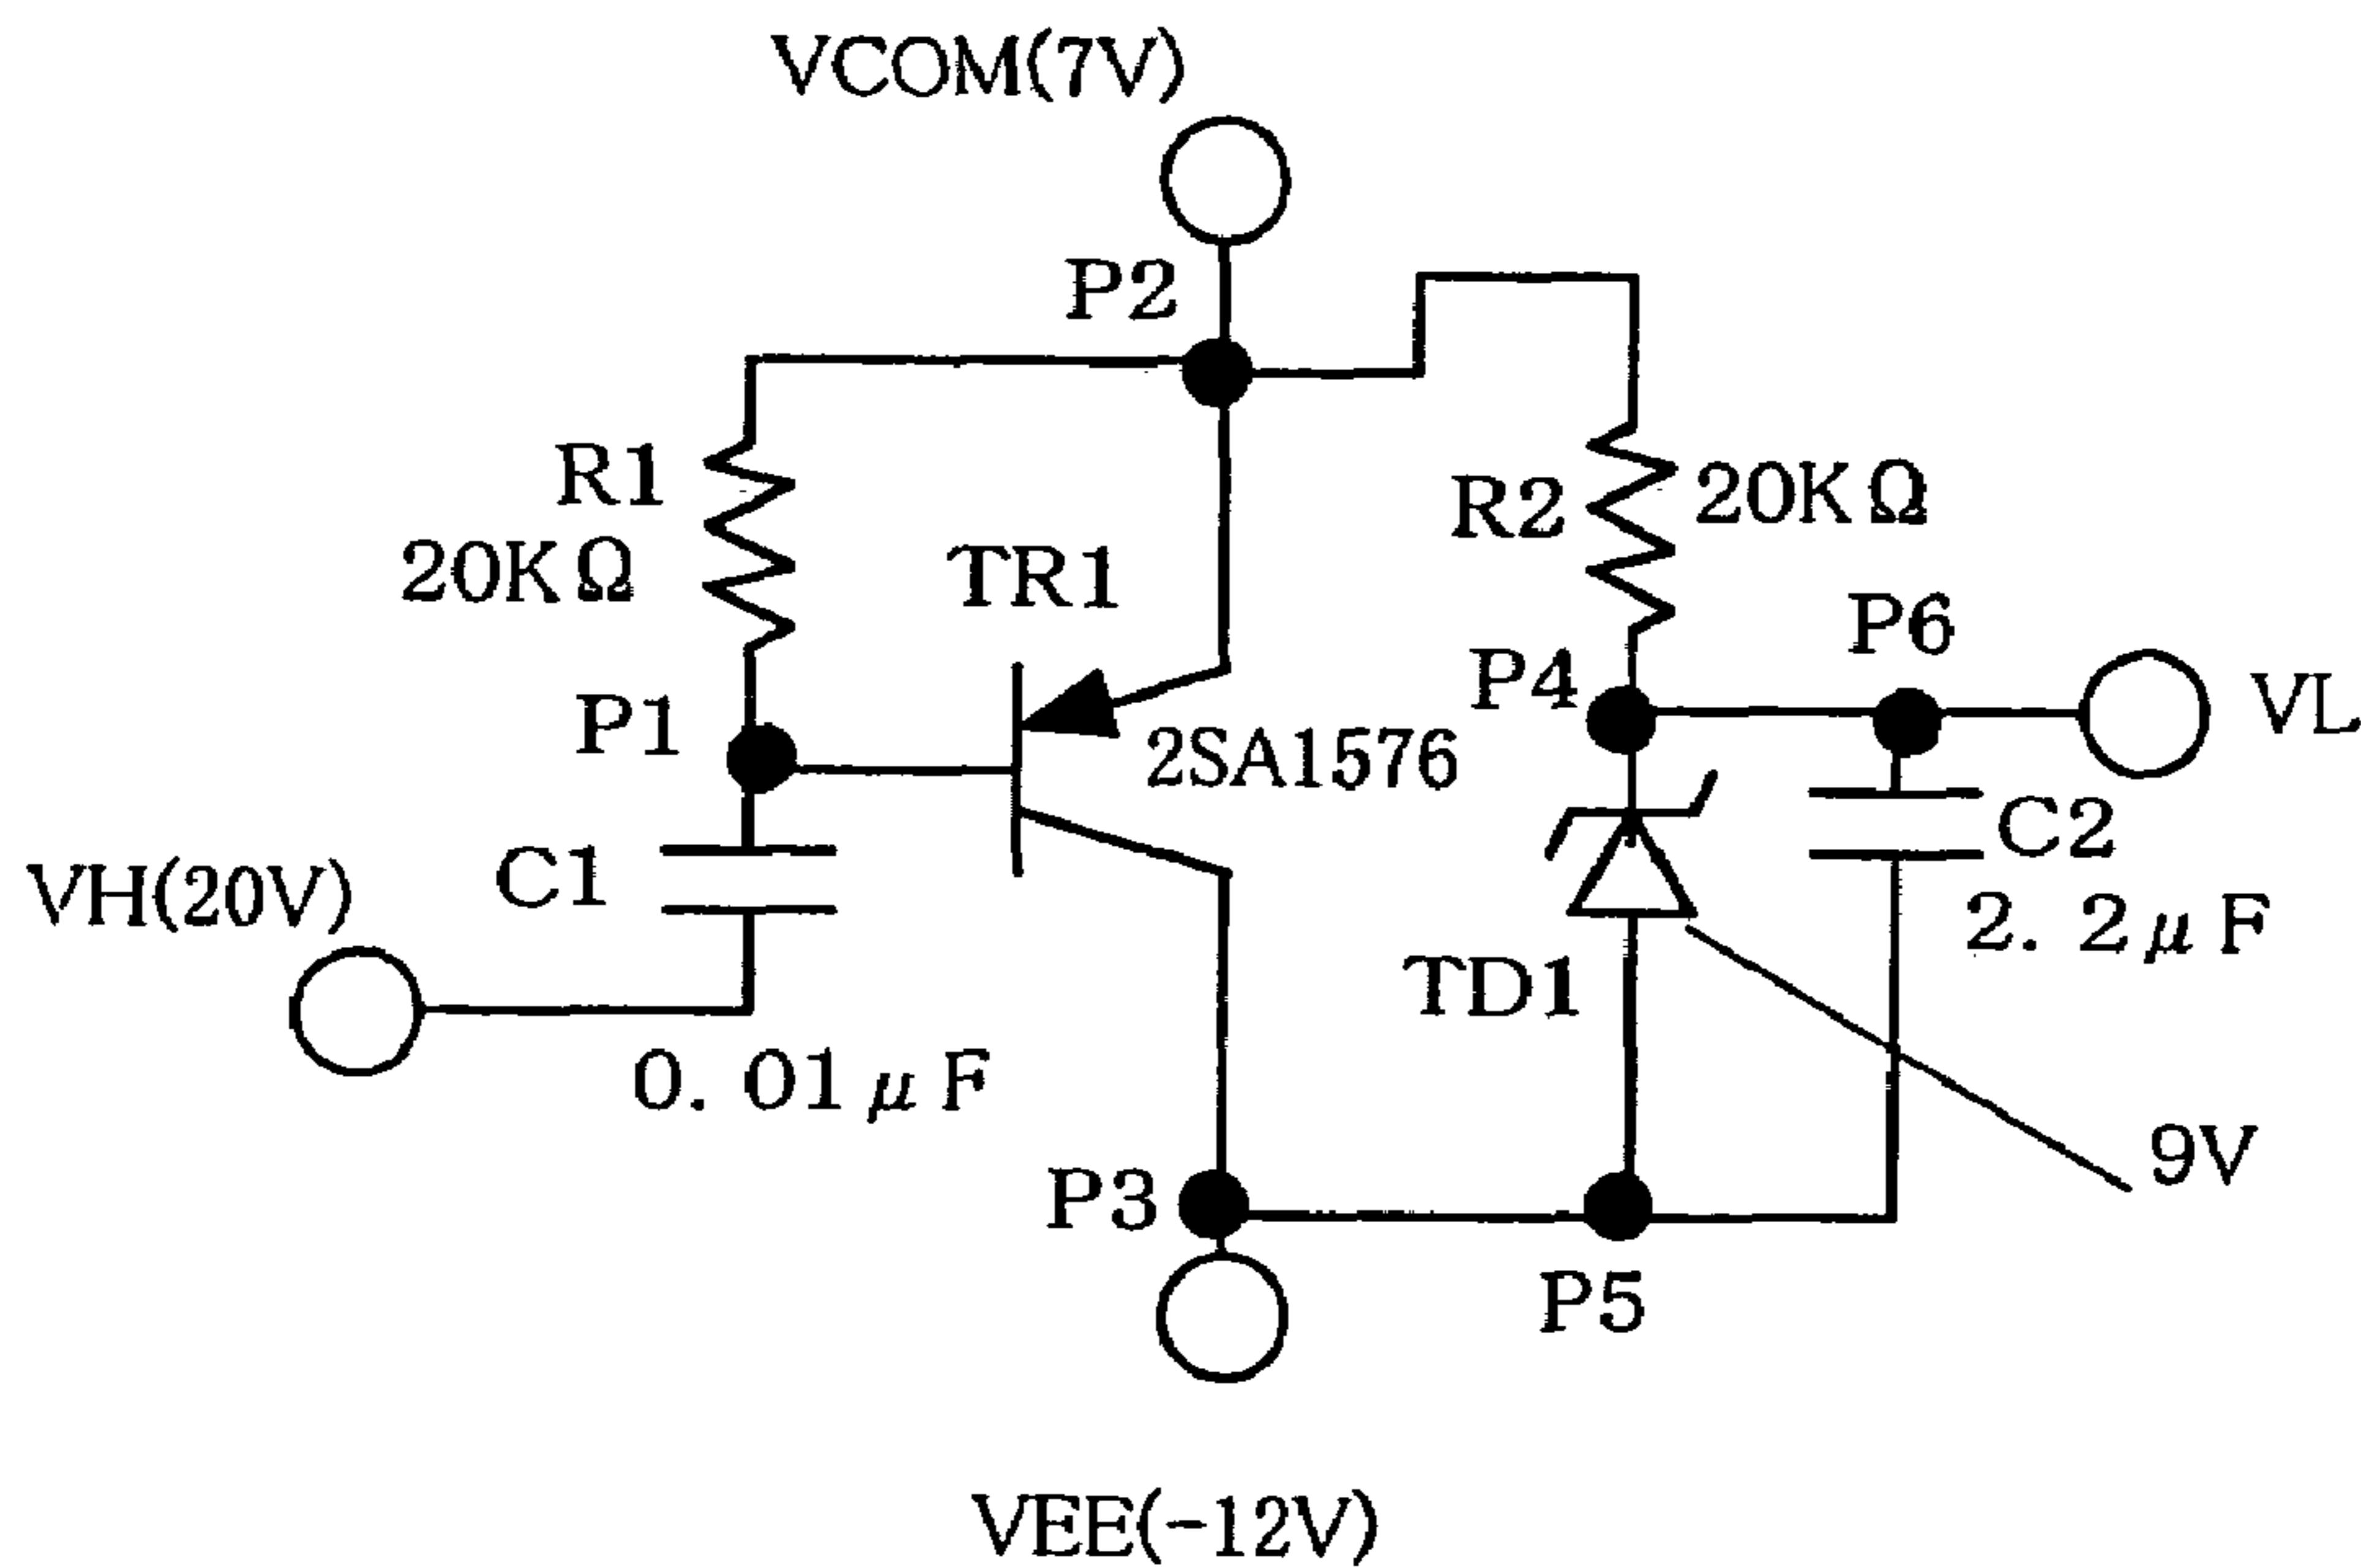 VCOM(7V)
P2
R1
20KΩ
TR1
R2
20KΩ
P6
P4
VL
P1
2SA1576
C1
C2
VH(20V)
2. 2μF
TD1
0. 01μF
9V
P3
P5
VEE(-12V)